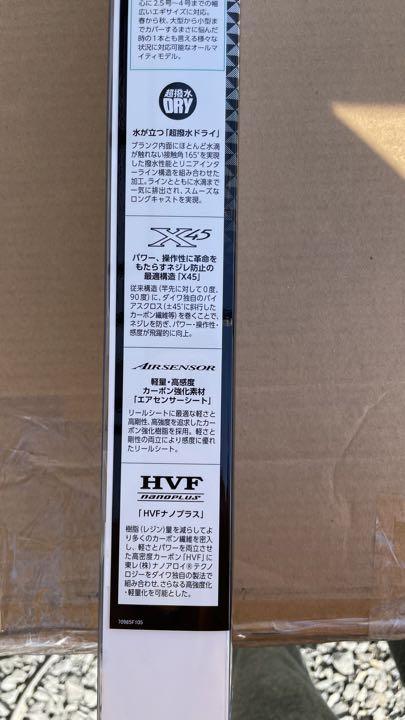 心に2.5号〜4号までの幅
広いエギサイズに対応。
春から秋、大型から小型ま
でカバーするまさに悩んだ
時の1本とも言える様々な
状況に対応可能なオールマ
イティモデル。
超撥水
DRY
水が立つ「超撥水ドライ」
ブランク内面にほとんど水滴
が触れない接触角165°を実現
した撥水性能とリニアインタ
ーライン構造を組み合わせた
加工。ラインとともに水滴まで
一気に排出され、スムーズな
ロングキャストを実現。
X45
パワー、操作性に革命を
もたらすネジレ防止の
最適構造「X45」
従来構造(竿先に対して0度、
90度)に、ダイワ独自のバイ
アスクロス(±45°に斜行した
カーボン繊維等)を巻くことで、
ネジレを防ぎ、パワー・操作性・
感度が飛躍的に向上。
AIRSENSOR
軽量・高感度
カーボン強化素材
「エアセンサーシート」
リールシートに最適な軽さと
高剛性、高強度を追求したカー
ボン強化樹脂を採用。軽さと
剛性の両立により感度に優れ
たリールシート。
HVF
nanoplus
「HVFナノプラス」
樹脂(レジン)量を減らしてよ
り多くのカーボン繊維を密入
し、軽さとパワーを両立させた
高密度カーボン「HVF」に
東レ(株)ナノアロイ®テクノ
ロジーをダイワ独自の製法で
組み合わせ、さらなる高強度化
・軽量化を可能とした。
10985F105